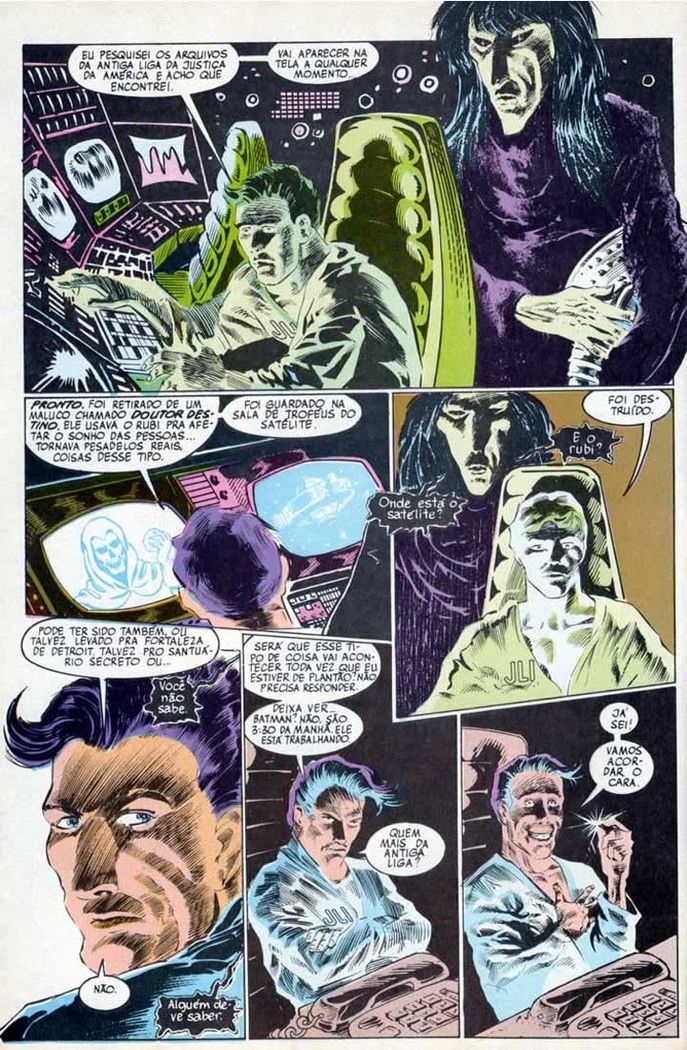 EU PESQUISEI OS ARQUIVOS
DA ANTIGA LIGA DA JUSTIÇA
DA AMÉRICA E ACHO QUE
ENCONTREI.
VAI APARECER NA
TELA A QUALQUER
MOMENTO...
JLI
PRONTO. FOI RETIRADO DE UM
MALUCO CHAMADO DOUTOR DES-
TINO. ELE USAVA O RUBI PRA AFE-
TAR O SONHO DAS PESSOAS...
TORNAVA PESADELOS REAIS,
COISAS DESSE TIPO.
FOI GUARDADO NA
SALA DE TROFÉUS DO
SATÉLITE.
Onde está o
satélite?
FOI DES-
TRUÍDO.
E o
rubi?
JLI
PODE TER SIDO TAMBÉM, OU
TALVEZ LEVADO PRA FORTALEZA
DE DETROIT, TALVEZ PRO SANTUÁ-
RIO SECRETO OU...
Você
não
sabe.
NÃO.
Alguém de-
ve saber.
SERÁ QUE ESSE TI-
PO DE COISA VAI ACON-
TECER TODA VEZ QUE EU
ESTIVER DE PLANTÃO? NÃO
PRECISA RESPONDER.
DEIXA VER...
BATMAN? NÃO. SÃO
3:30 DA MANHÃ. ELE
ESTÁ TRABALHANDO.
QUEM
MAIS DA
ANTIGA
LIGA?
JLI
JÁ
SEI!
VAMOS
ACOR-
DAR O
CARA.